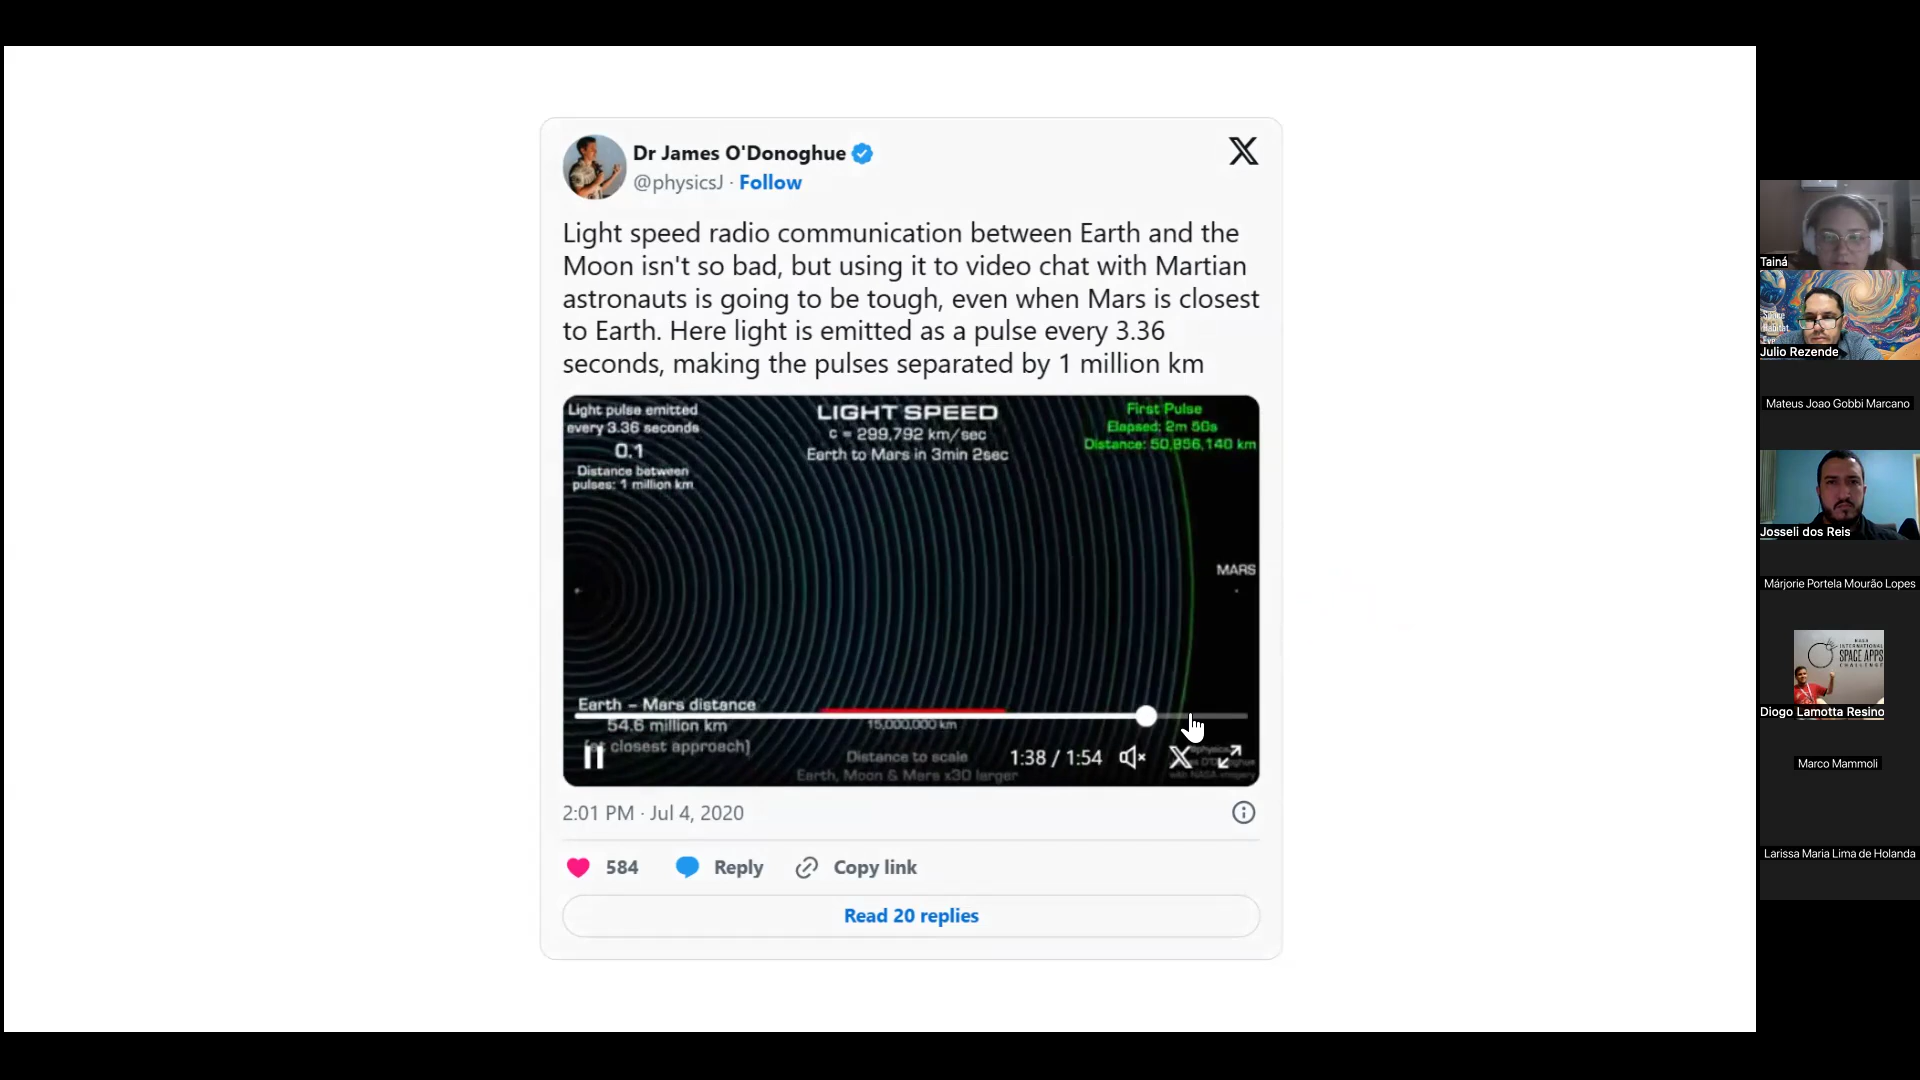 Dr James O'Donoghue
@physicsJ · Follow
Light speed radio communication between Earth and the
Moon isn't so bad, but using it to video chat with Martian
astronauts is going to be tough, even when Mars is closest
to Earth. Here light is emitted as a pulse every 3.36
seconds, making the pulses separated by 1 million km
Light pulse emitted
every 3.36 seconds
0.1
Distance between
pulses: 1 million km
LIGHT SPEED
c = 299,792 km/sec
Earth to Mars in 3min 2sec
First Pulse
Elapsed: 2m 50s
Distance: 50,856,140 km
MARS
Earth – Mars distance
54.6 million km
closest approach]
15,000,000 km
Distance to scale
Earth, Moon & Mars x30 larger
1:38 / 1:54
2:01 PM · Jul 4, 2020
584
Reply
Copy link
Read 20 replies
Tainá
Space
Habitat
Julio Rezende
Mateus Joao Gobbi Marcano
Josseli dos Reis
Márjorie Portela Mourão Lopes
NASA
INTERNATIONAL
SPACE APPS
CHALLENGE
Diogo Lamotta Resino
Marco Mammoli
Larissa Maria Lima de Holanda